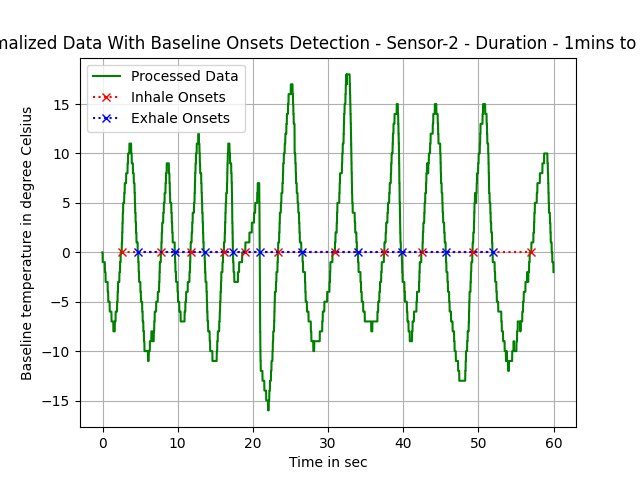 malized Data With Baseline Onsets Detection - Sensor-2 - Duration - 1mins to
Processed Data
Inhale Onsets
Exhale Onsets
15
10
5
0
−5
−10
−15
Baseline temperature in degree Celsius
0 10 20 30 40 50 60
Time in sec